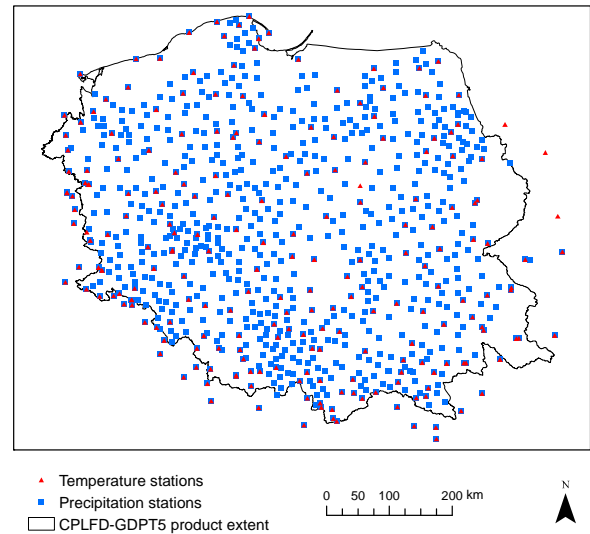 Temperature stations
Precipitation stations
CPLFD-GDPT5 product extent
0 50 100 200 km
N